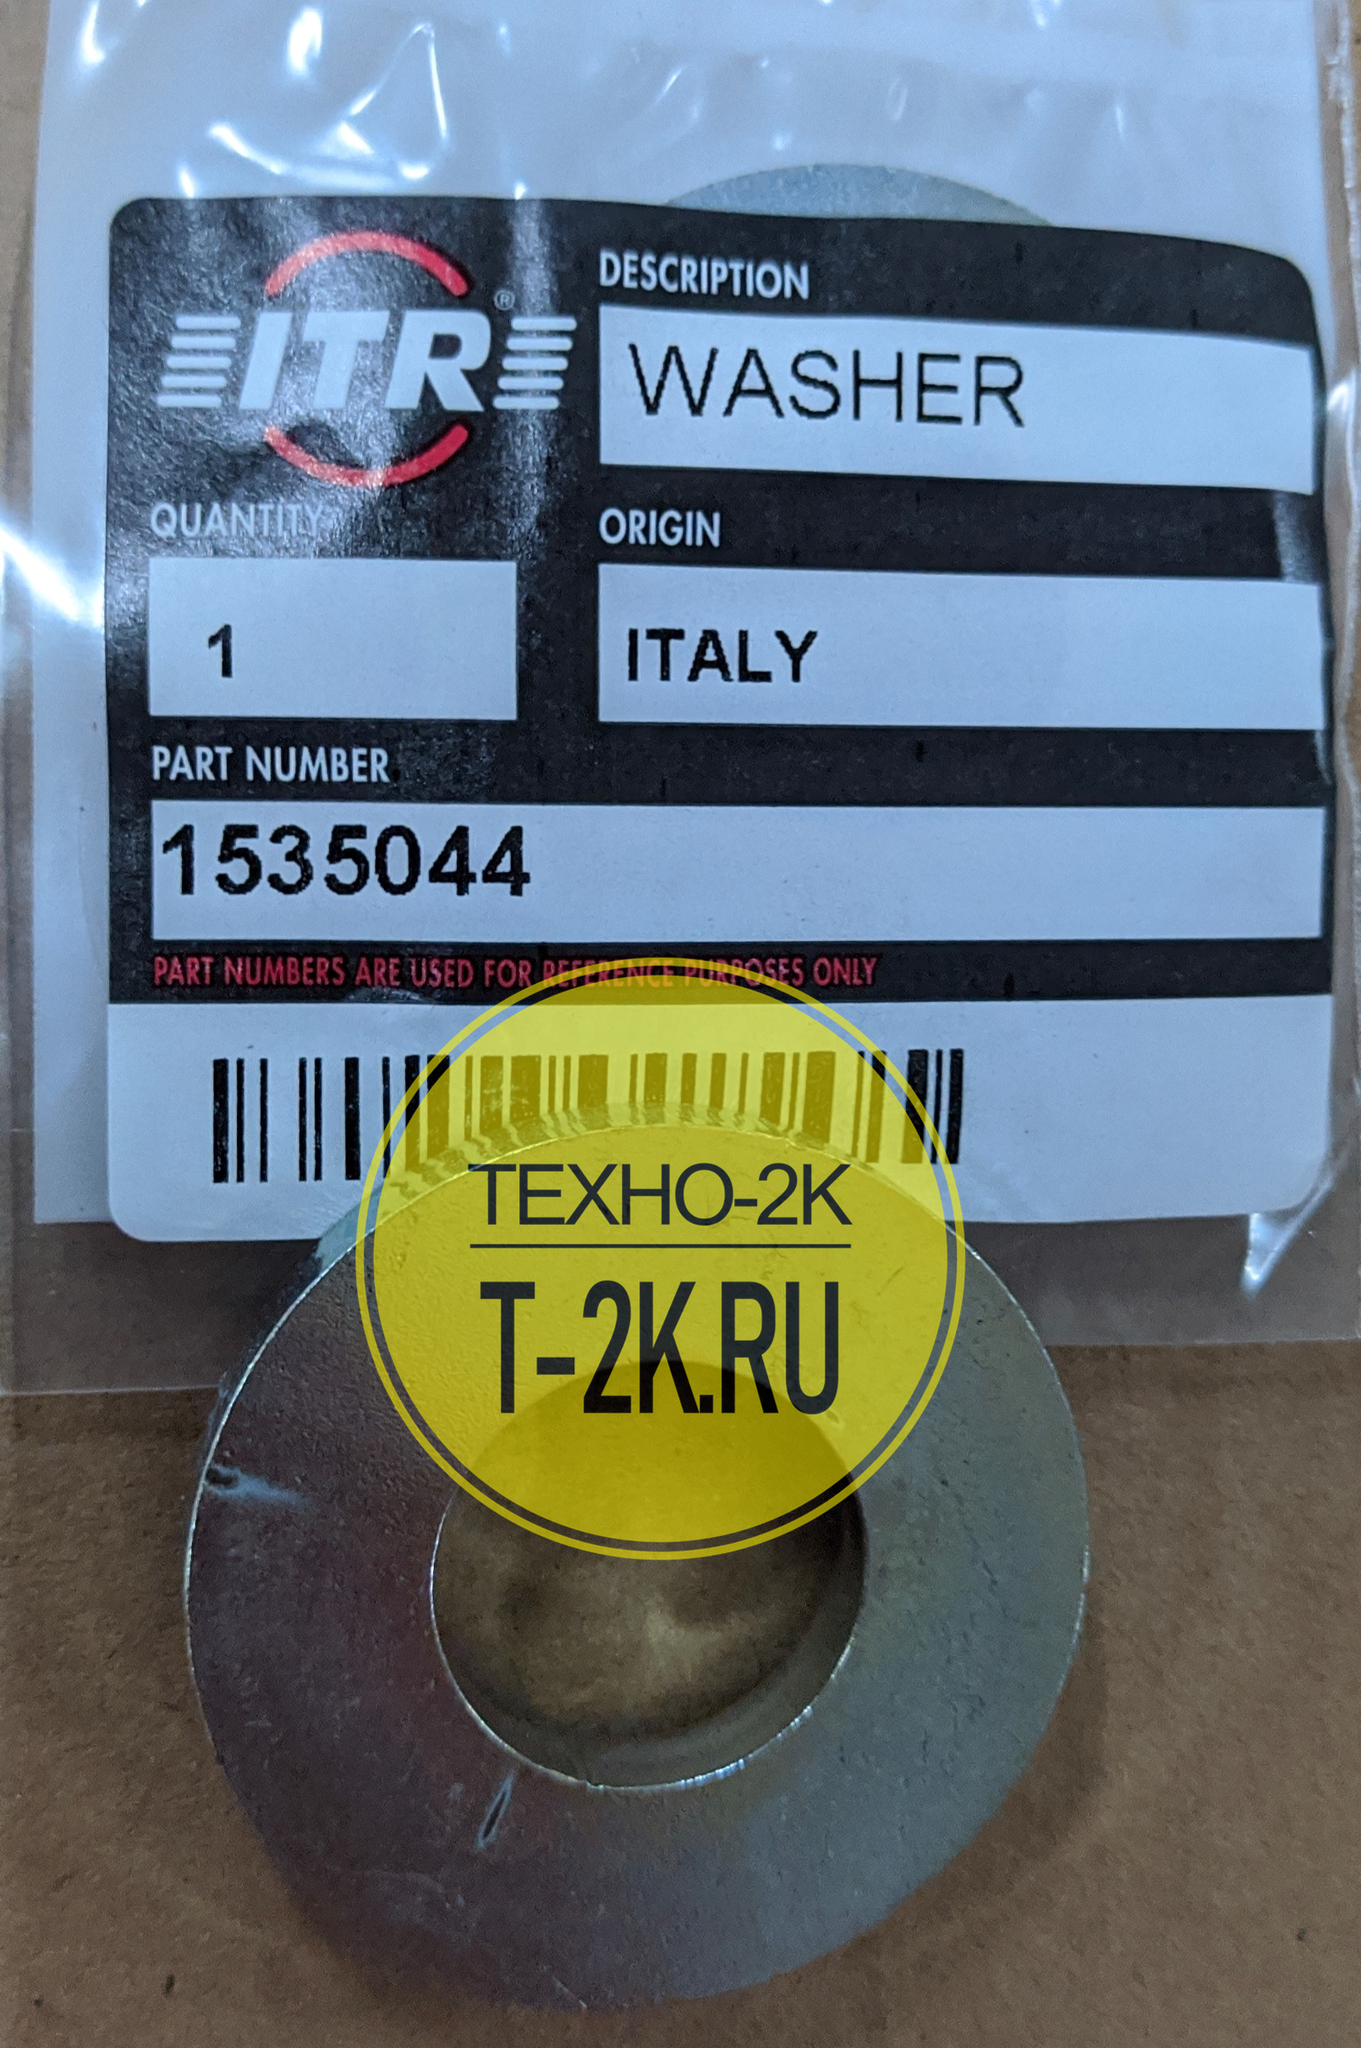 ITR®
DESCRIPTION
WASHER
QUANTITY
ORIGIN
1
ITALY
PART NUMBER
1535044
PART NUMBERS ARE USED FOR REFERENCE PURPOSES ONLY
ТЕХНО-2К
T-2K.RU